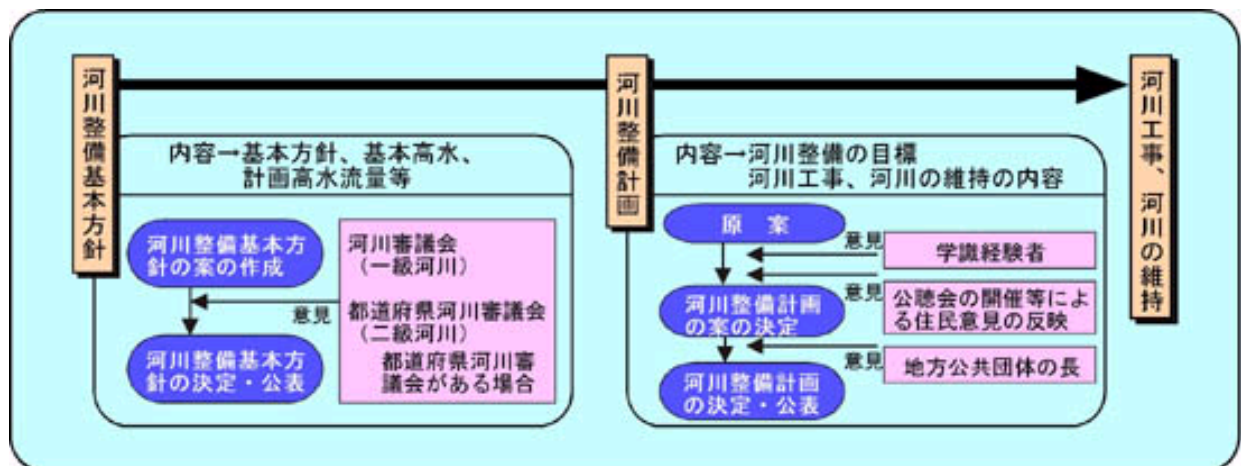 河川整備基本方針
内容→基本方針、基本高水、
計画高水流量等
河川整備基本方
針の案の作成
意見
河川整備基本方
針の決定・公表
河川審議会
（一級河川）
都道府県河川審議会
（二級河川）
都道府県河川審
議会がある場合
河川整備計画
内容→河川整備の目標
河川工事、河川の維持の内容
原　案
意見
学識経験者
意見
公聴会の開催等によ
る住民意見の反映
河川整備計画
の案の決定
意見
地方公共団体の長
河川整備計画
の決定・公表
河川工事、河川の維持